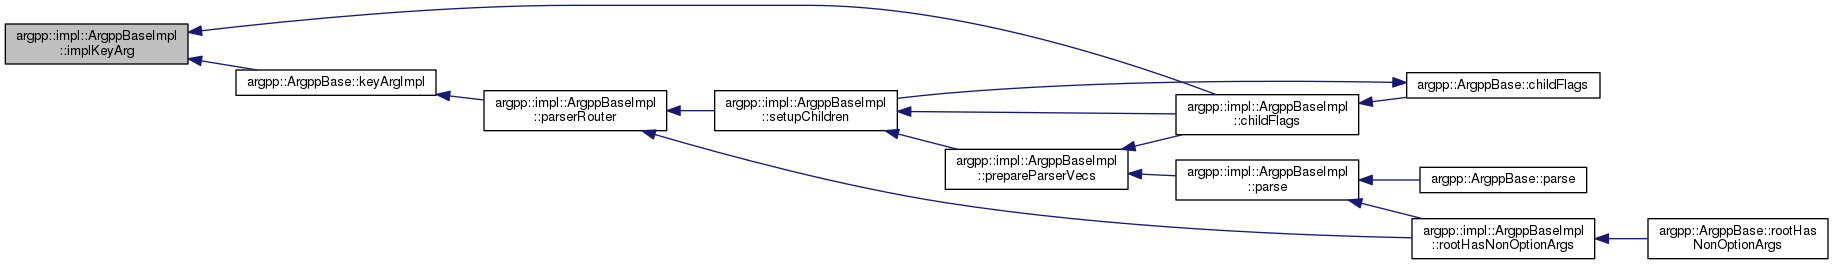 argpp::impl::ArgppBaseImpl
::implKeyArg
argpp::ArgppBase::keyArgImpl
argpp::impl::ArgppBaseImpl
::parserRouter
argpp::impl::ArgppBaseImpl
::setupChildren
argpp::impl::ArgppBaseImpl
::prepareParserVecs
argpp::impl::ArgppBaseImpl
::childFlags
argpp::ArgppBase::childFlags
argpp::impl::ArgppBaseImpl
::parse
argpp::ArgppBase::parse
argpp::impl::ArgppBaseImpl
::rootHasNonOptionArgs
argpp::ArgppBase::rootHas
NonOptionArgs